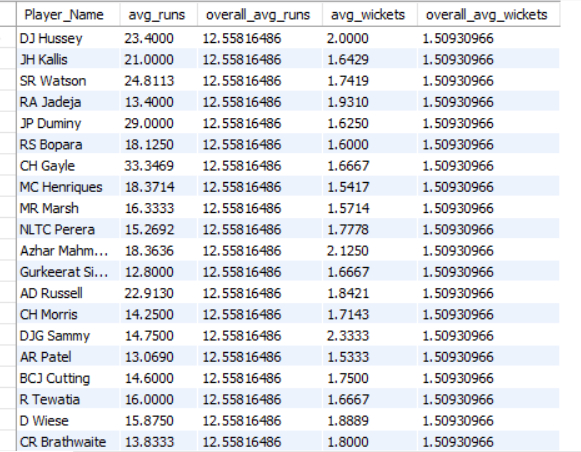 Player_Name avg_runs overall_avg_runs avg_wickets overall_avg_wickets
DJ Hussey 23.4000 12.55816486 2.0000 1.50930966
JH Kallis 21.0000 12.55816486 1.6429 1.50930966
SR Watson 24.8113 12.55816486 1.7419 1.50930966
RA Jadeja 13.4000 12.55816486 1.9310 1.50930966
JP Duminy 29.0000 12.55816486 1.6250 1.50930966
RS Bopara 18.1250 12.55816486 1.6000 1.50930966
CH Gayle 33.3469 12.55816486 1.6667 1.50930966
MC Henriques 18.3714 12.55816486 1.5417 1.50930966
MR Marsh 16.3333 12.55816486 1.5714 1.50930966
NLTC Perera 15.2692 12.55816486 1.7778 1.50930966
Azhar Mahm... 18.3636 12.55816486 2.1250 1.50930966
Gurkeerat Si... 12.8000 12.55816486 1.6667 1.50930966
AD Russell 22.9130 12.55816486 1.8421 1.50930966
CH Morris 14.2500 12.55816486 1.7143 1.50930966
DJG Sammy 14.7500 12.55816486 2.3333 1.50930966
AR Patel 13.0690 12.55816486 1.5333 1.50930966
BCJ Cutting 14.6000 12.55816486 1.7500 1.50930966
R Tewatia 16.0000 12.55816486 1.6667 1.50930966
D Wiese 15.8750 12.55816486 1.8889 1.50930966
CR Brathwaite 13.8333 12.55816486 1.8000 1.50930966